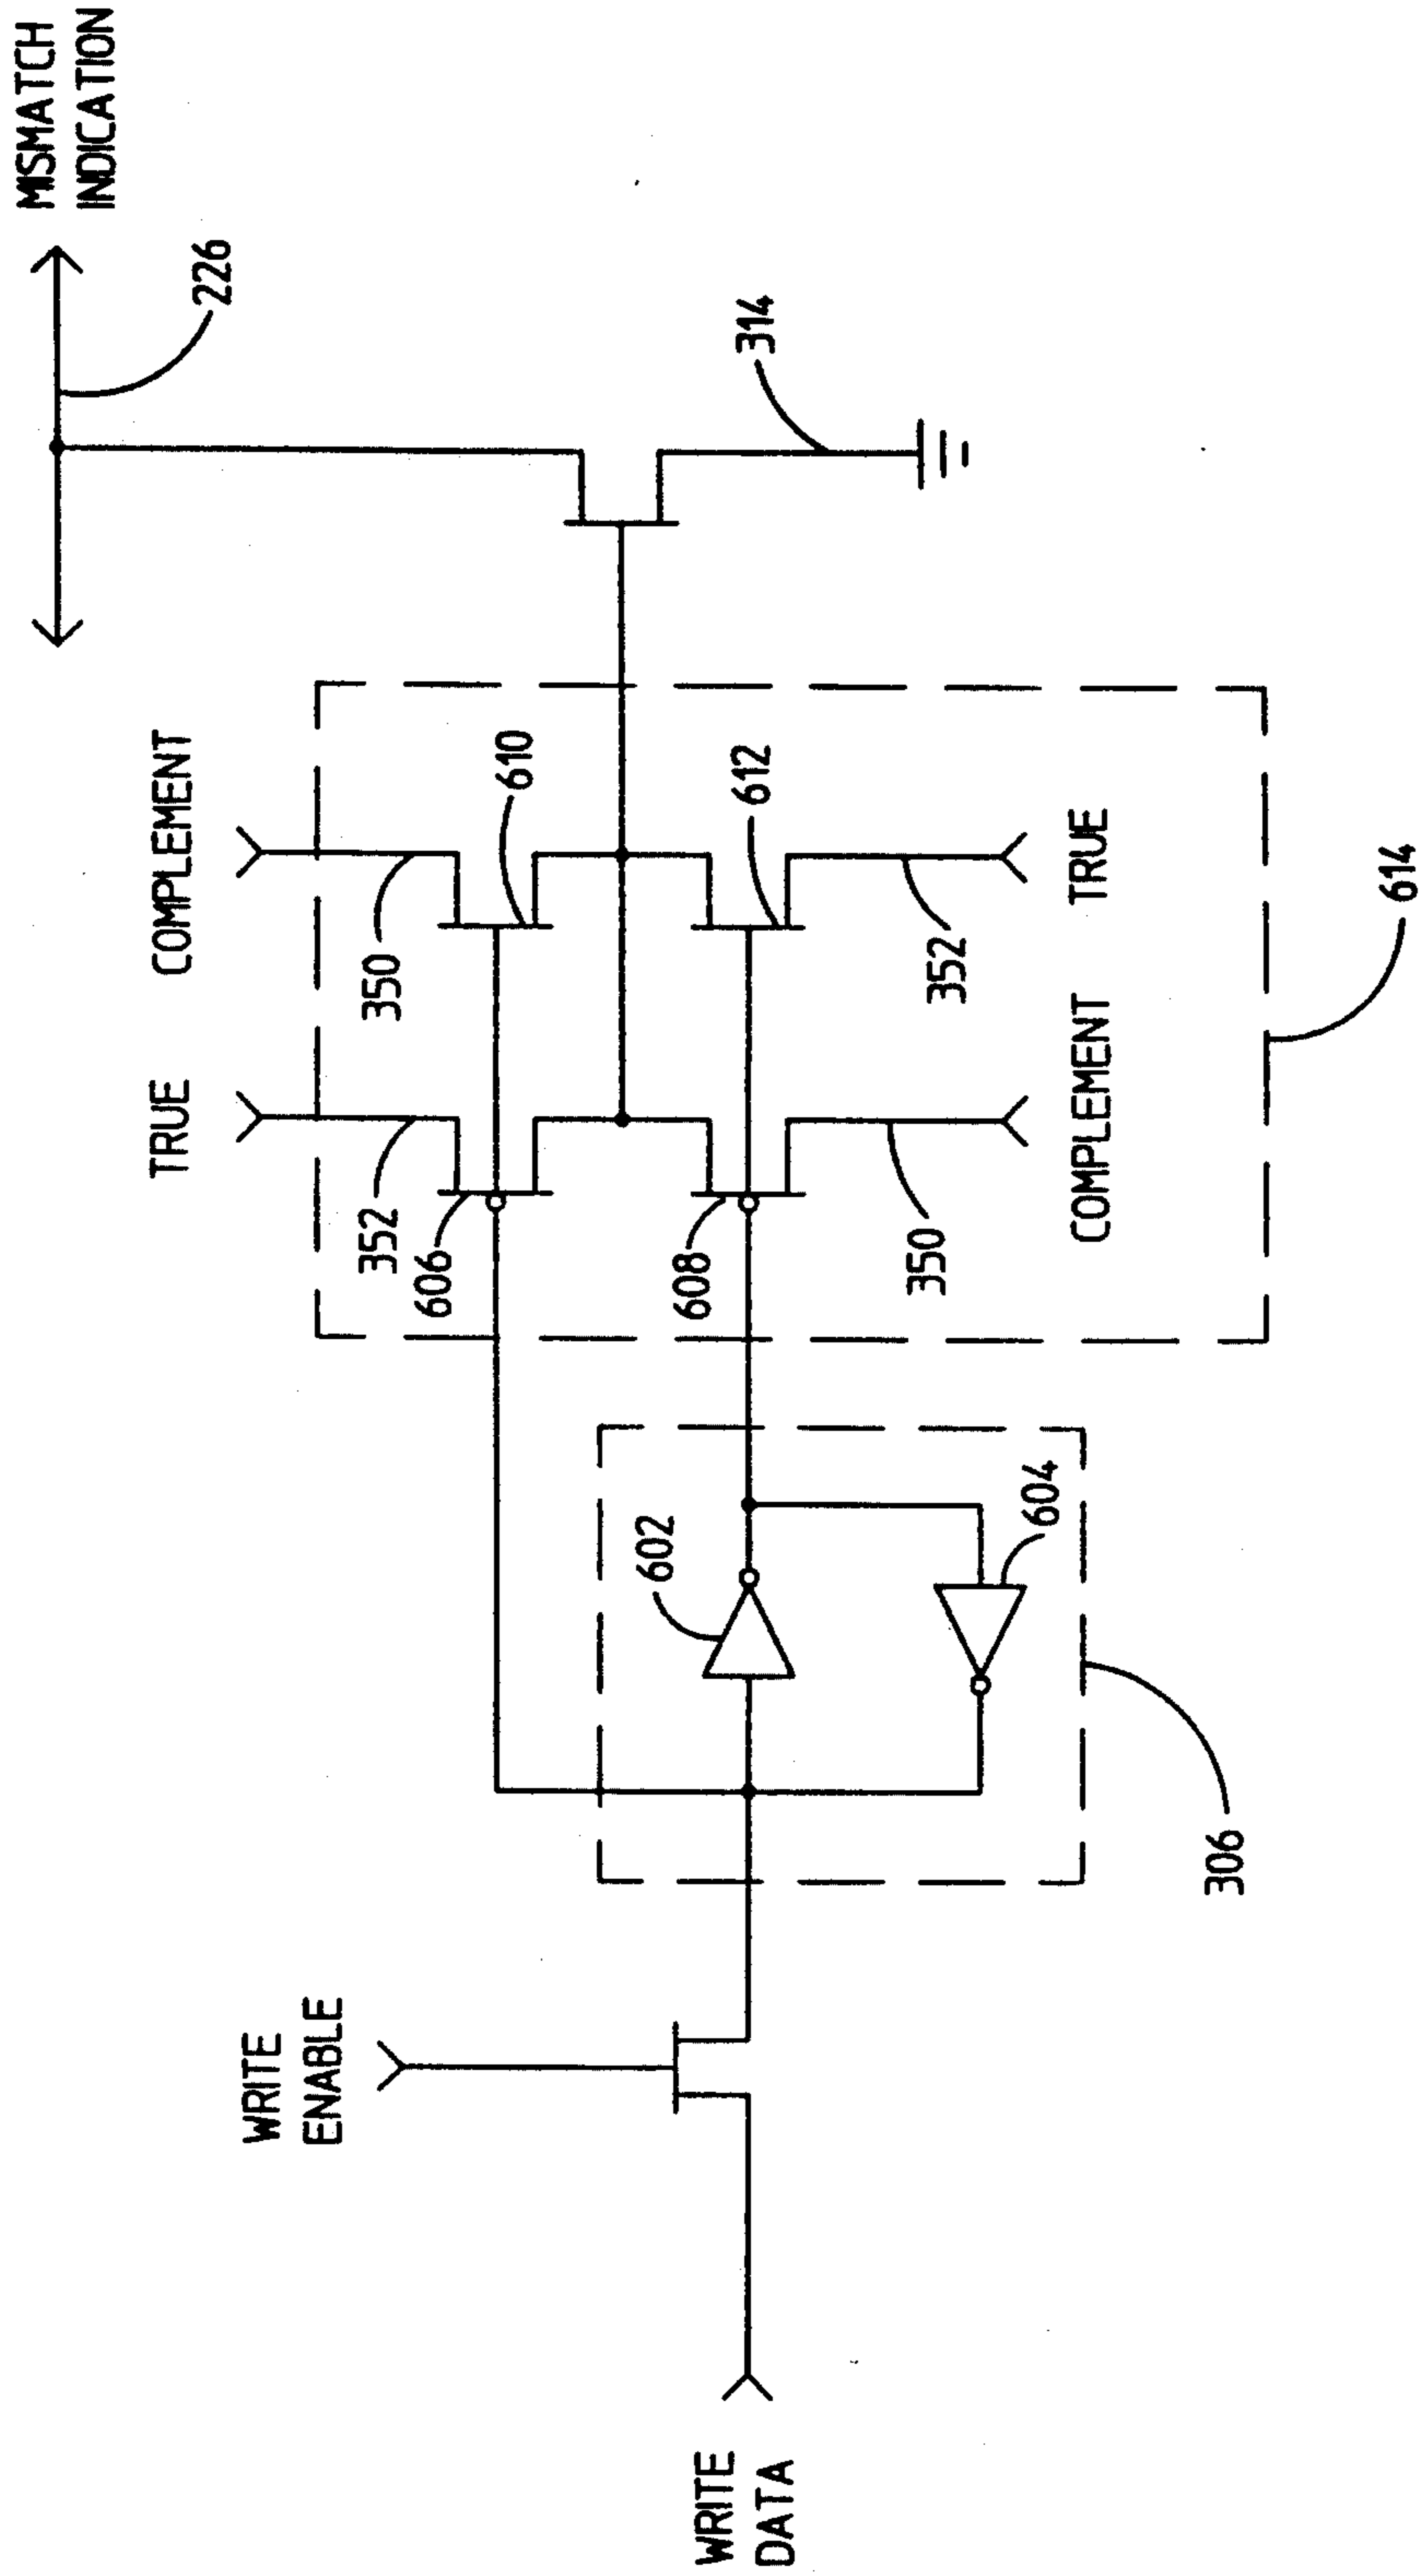 MISMATCH
INDICATION
226
314
TRUE
COMPLEMENT
352
350
606
610
608
612
350
352
COMPLEMENT
TRUE
614
WRITE
ENABLE
602
604
306
WRITE
DATA